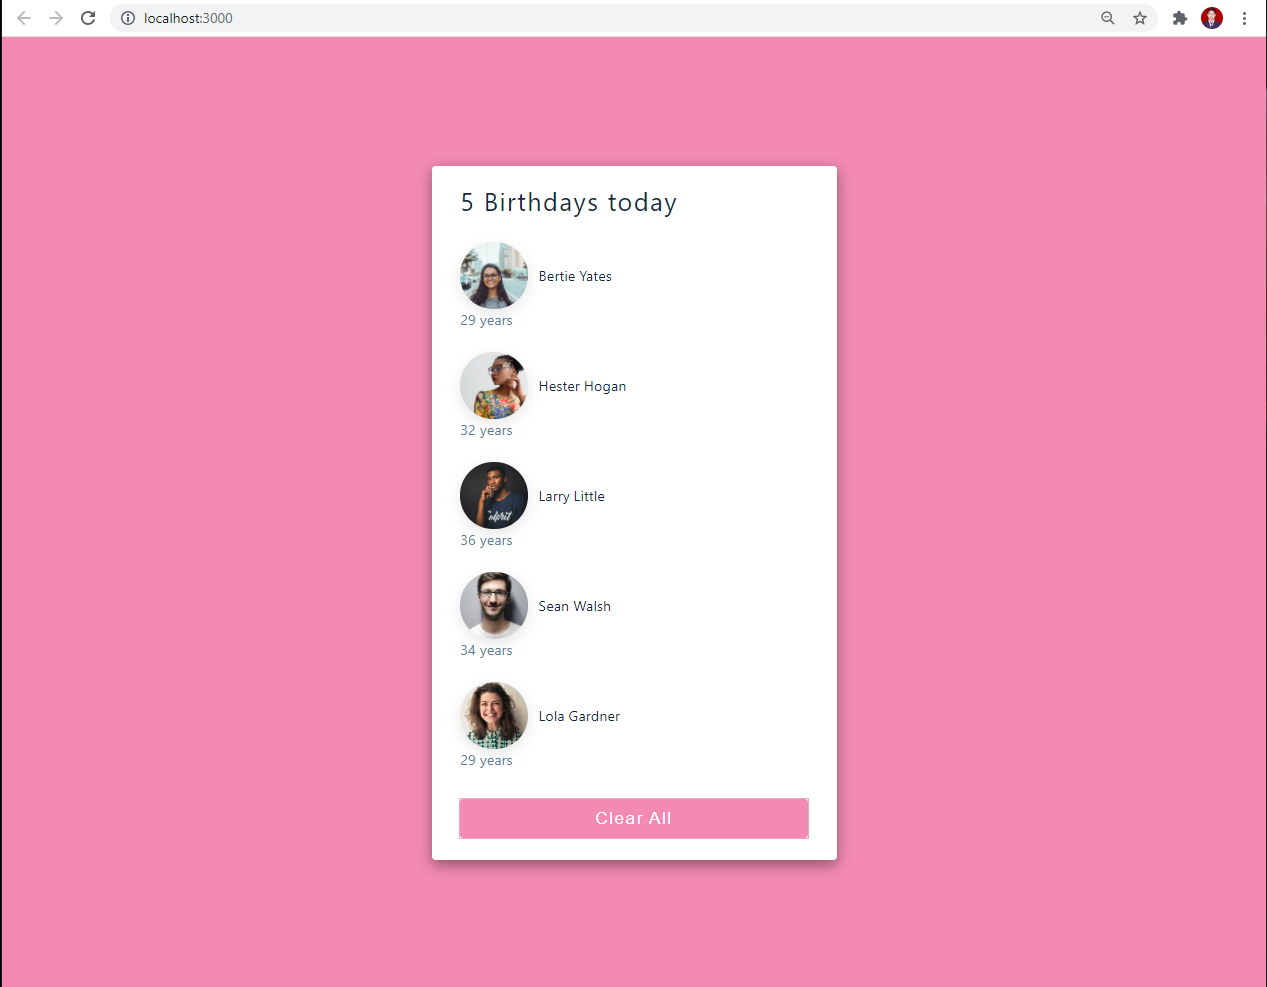 localhost:3000
5 Birthdays today
Bertie Yates
29 years
Hester Hogan
32 years
Larry Little
36 years
Sean Walsh
34 years
Lola Gardner
29 years
Clear All